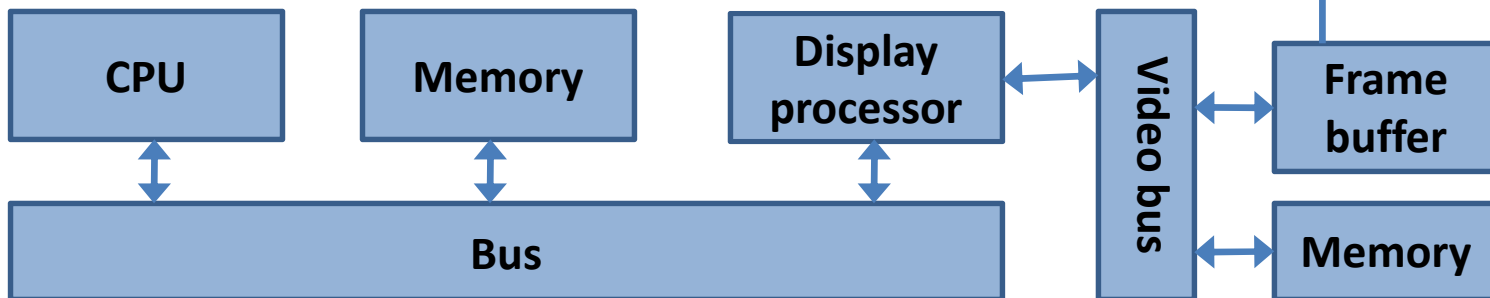 CPU
Memory
Display
processor
Video bus
Frame
buffer
Bus
Memory